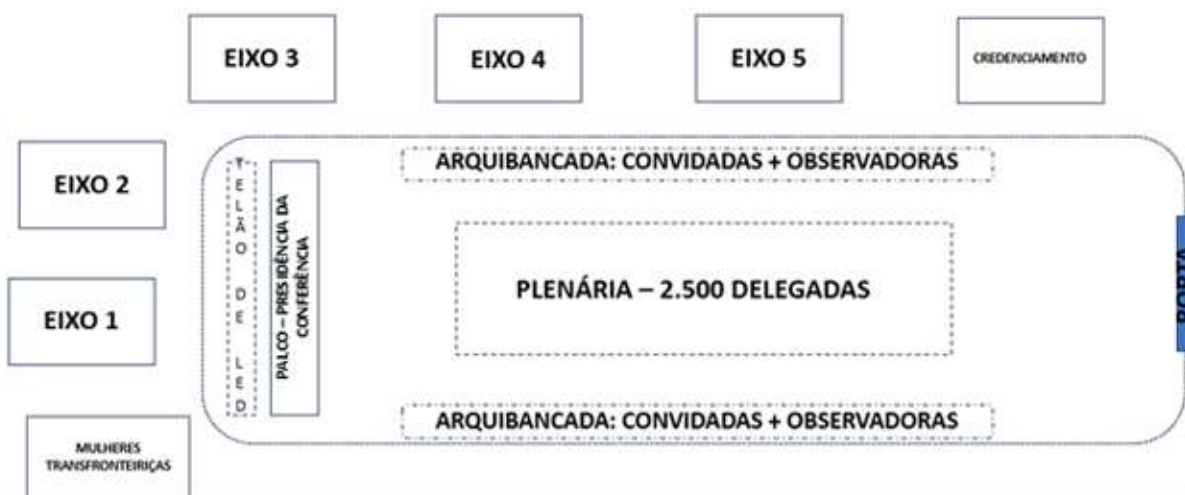 EIXO 3
EIXO 4
EIXO 5
CREDENCIAMENTO
EIXO 2
EIXO 1
MULHERES
TRANSFRONTEIRIÇAS
TELÃO DE LED
PALCO – PRESIDÊNCIA DA
CONFERÊNCIA
ARQUIBANCADA: CONVIDADAS + OBSERVADORAS
PLENÁRIA – 2.500 DELEGADAS
ARQUIBANCADA: CONVIDADAS + OBSERVADORAS
PORTA